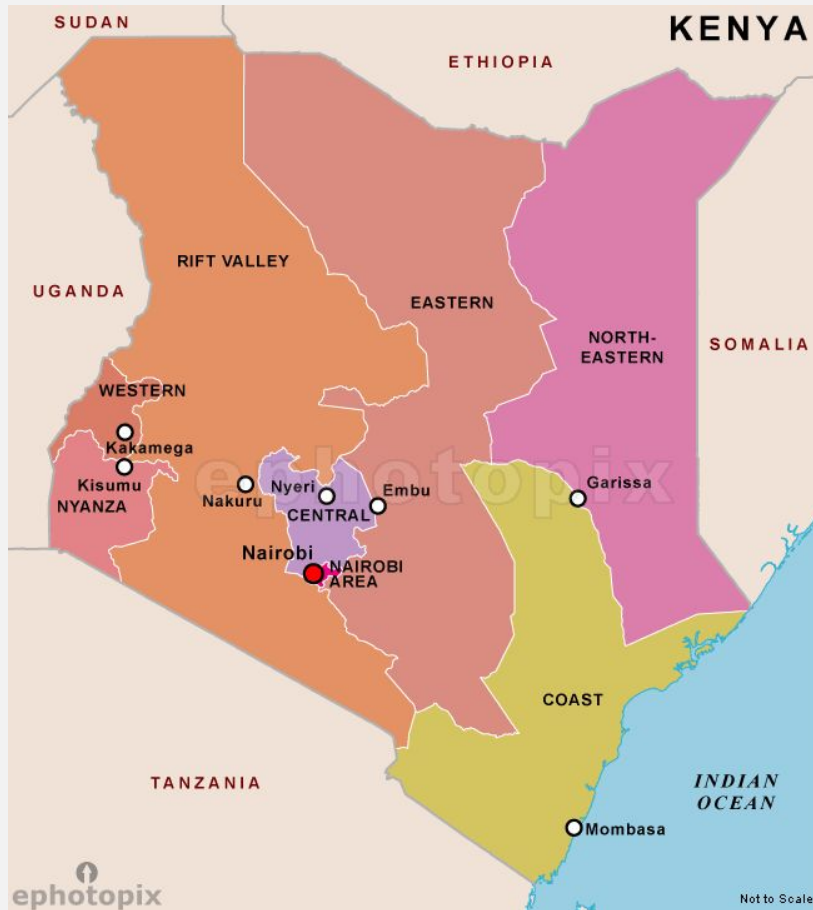 SUDAN
KENYA
ETHIOPIA
RIFT VALLEY
UGANDA
EASTERN
NORTH-
EASTERN
SOMALIA
WESTERN
Kakamega
Kisumu
NYANZA
ephotopix
Nakuru
Nyeri
CENTRAL
Embu
Garissa
Nairobi
NAIROBI
AREA
COAST
TANZANIA
INDIAN
OCEAN
Mombasa
ephotopix
Not to Scale